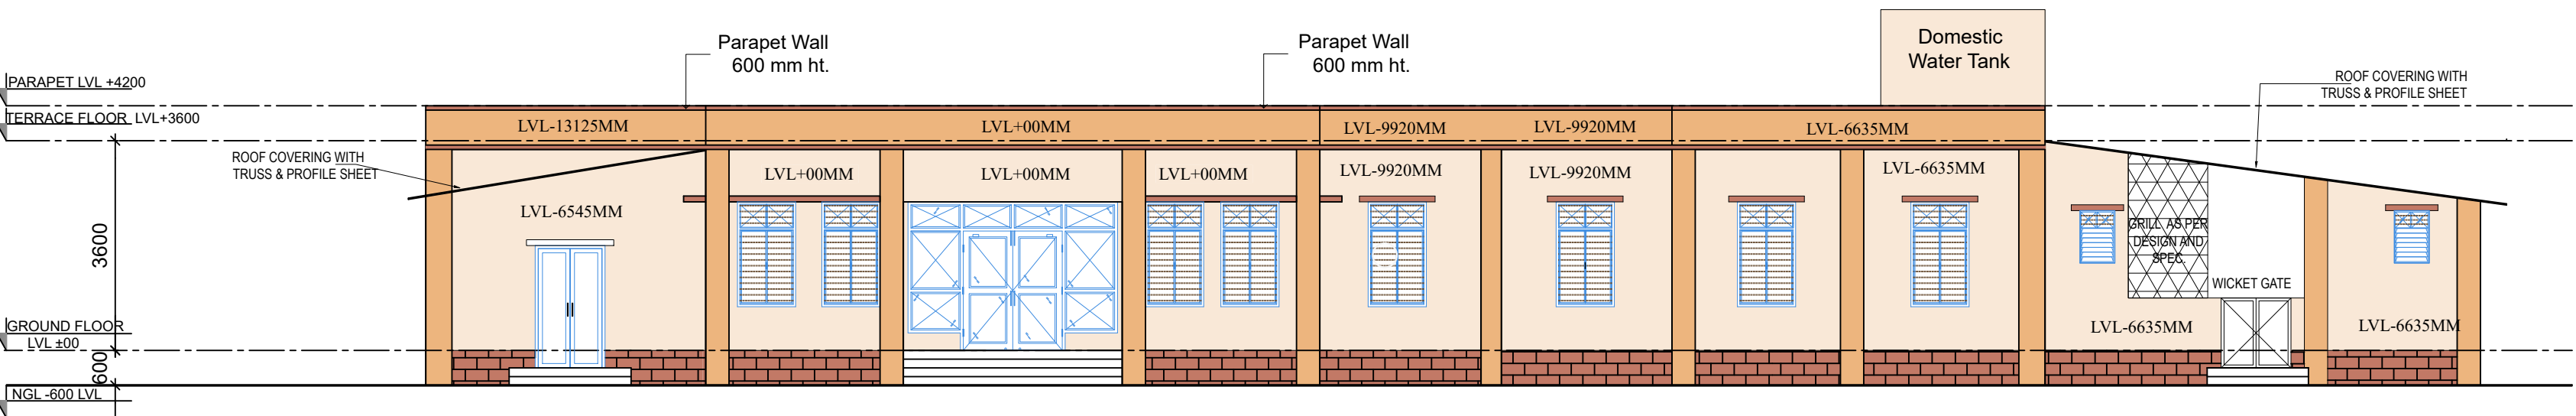 Parapet Wall
600 mm ht.
Parapet Wall
600 mm ht.
Domestic
Water Tank
PARAPET LVL +4200
ROOF COVERING WITH
TRUSS & PROFILE SHEET
TERRACE FLOOR LVL+3600
LVL-13125MM
LVL+00MM
LVL-9920MM
LVL-9920MM
LVL-6635MM
ROOF COVERING WITH
TRUSS & PROFILE SHEET
LVL+00MM
LVL+00MM
LVL+00MM
LVL-9920MM
LVL-9920MM
LVL-6635MM
LVL-6545MM
GRILL AS PER
DESIGN AND
SPEC.
3600
WICKET GATE
GROUND FLOOR
LVL ±00
LVL-6635MM
LVL-6635MM
600
NGL -600 LVL